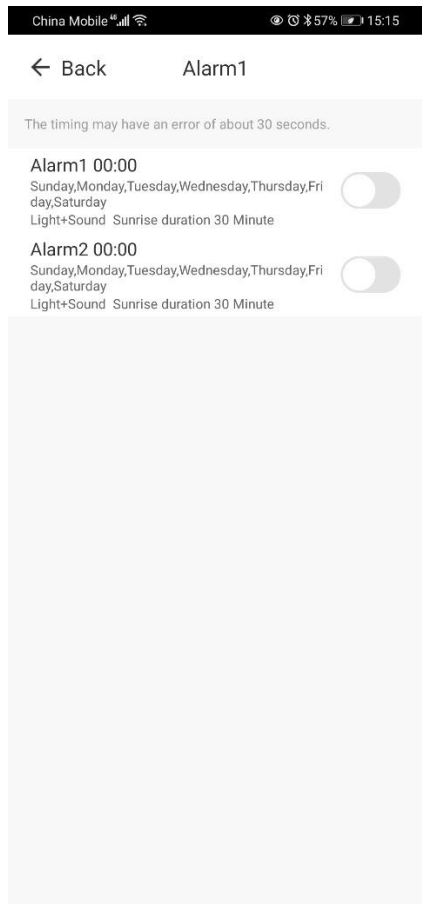 China Mobile 46 57% 15:15
Back Alarm1
The timing may have an error of about 30 seconds.
Alarm1 00:00
Sunday,Monday,Tuesday,Wednesday,Thursday,Fri
day,Saturday
Light+Sound Sunrise duration 30 Minute
Alarm2 00:00
Sunday,Monday,Tuesday,Wednesday,Thursday,Fri
day,Saturday
Light+Sound Sunrise duration 30 Minute